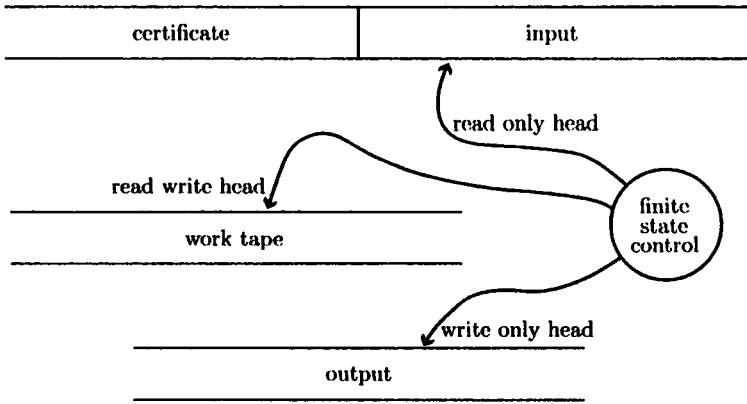 certificate input
read only head
read write head
finite
state
control
work tape
write only head
output